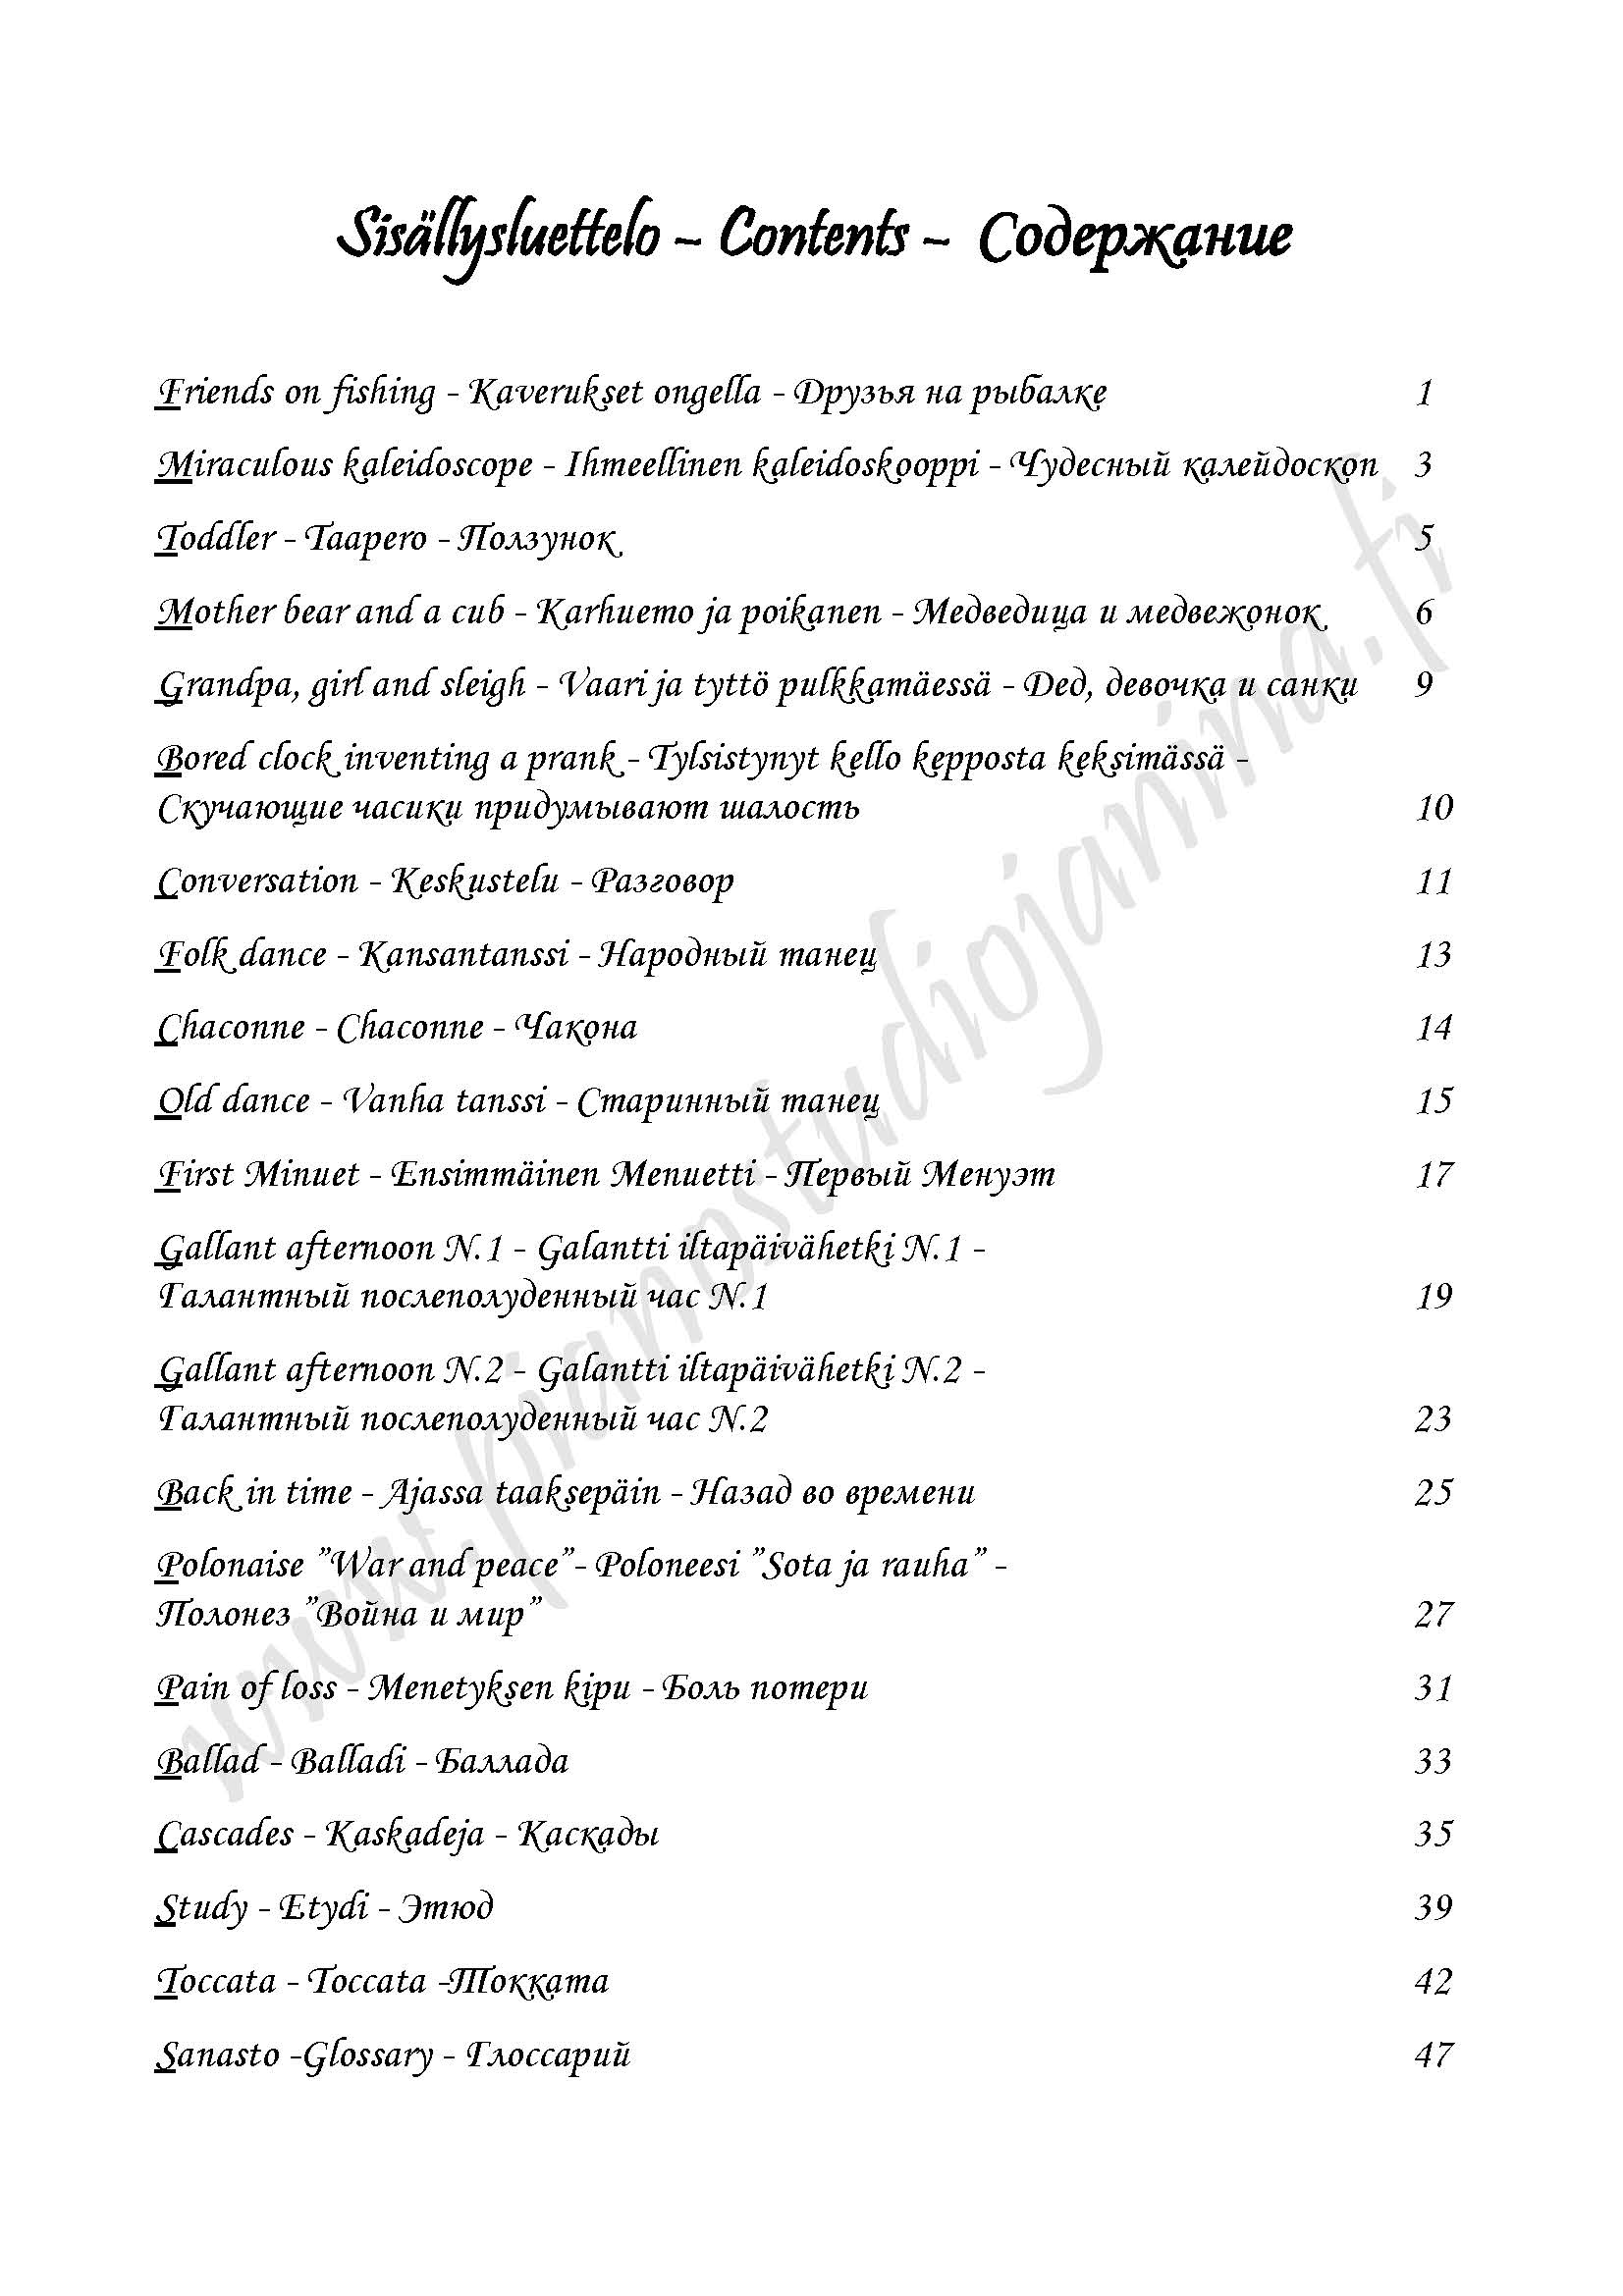 Sisällysluettelo - Contents - Содержание
Friends on fishing - Kaverukset ongella - Друзья на рыбалке 1
Miraculous kaleidoscope - Ihmeellinen kaleidoskooppi - Чудесный калейдоскоп 3
Toddler - Taapero - Ползунок 5
Mother bear and a cub - Karhuemo ja poikanen - Медведица и медвежонок 6
Grandpa, girl and sleigh - Vaari ja tyttö pulkkamäessä - Дед, девочка и санки 9
Bored clock inventing a prank - Tylsistynyt kello kepposta keksimässä -
Скучающие часики придумывают шалость 10
Conversation - Keskustelu - Разговор 11
Folk dance - Kansantanssi - Народный танец 13
Chaconne - Chaconne - Чакона 14
Old dance - Vanha tanssi - Старинный танец 15
First Minuet - Ensimmäinen Menuetti - Первый Менуэт 17
Gallant afternoon N.1 - Galantti iltapäivähetki N.1 -
Галантный послеполуденный час N.1 19
Gallant afternoon N.2 - Galantti iltapäivähetki N.2 -
Галантный послеполуденный час N.2 23
Back in time - Ajassa taaksepäin - Назад во времени 25
Polonaise "War and peace"- Poloneesi "Sota ja rauha" -
Полонез "Война и мир" 27
Pain of loss - Menetyksen kipu - Боль потери 31
Ballad - Balladi - Баллада 33
Cascades - Kaskadeja - Каскады 35
Study - Etydi - Этюд 39
Toccata - Toccata -Токката 42
Sanasto -Glossary - Глоссарий 47
www.pianostudiojanina.fi